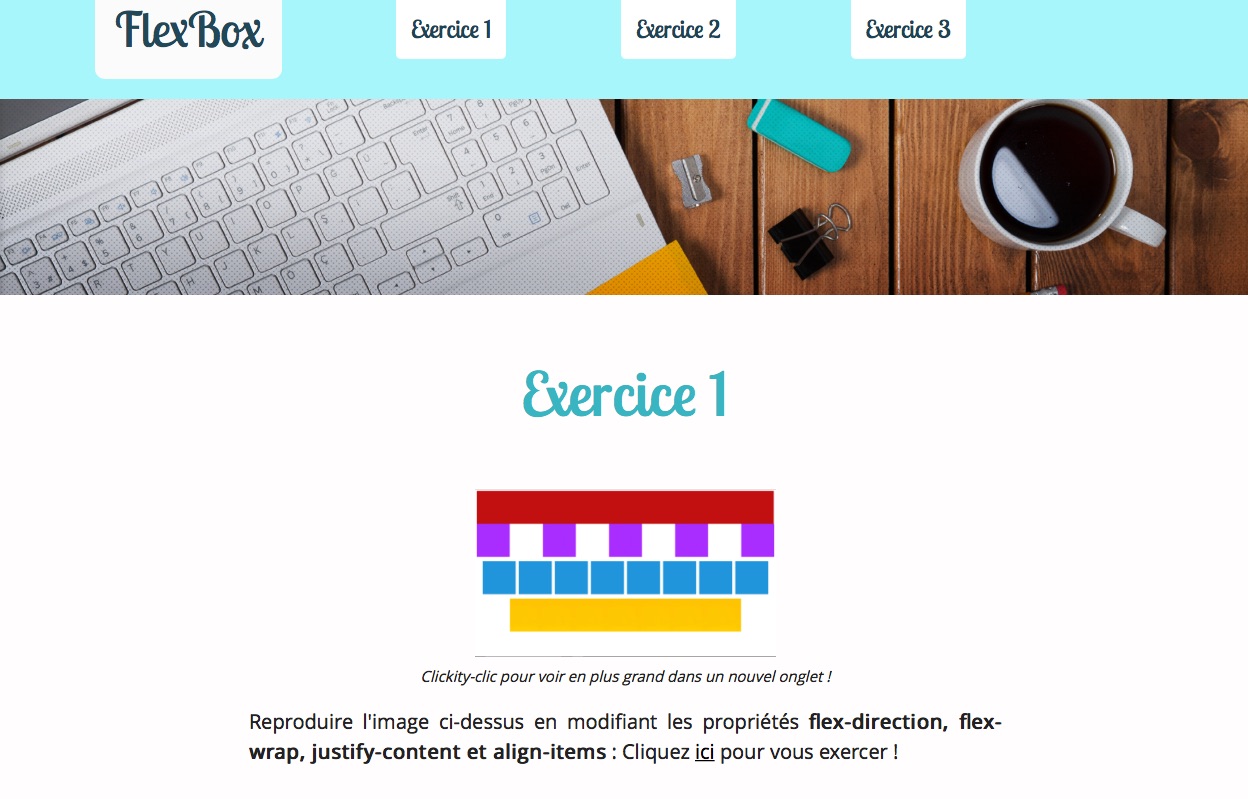 FlexBox
Exercice 1
Exercice 2
Exercice 3
Exercice 1
Clickity-clic pour voir en plus grand dans un nouvel onglet !
Reproduire l'image ci-dessus en modifiant les propriétés flex-direction, flex-
wrap, justify-content et align-items : Cliquez ici pour vous exercer !